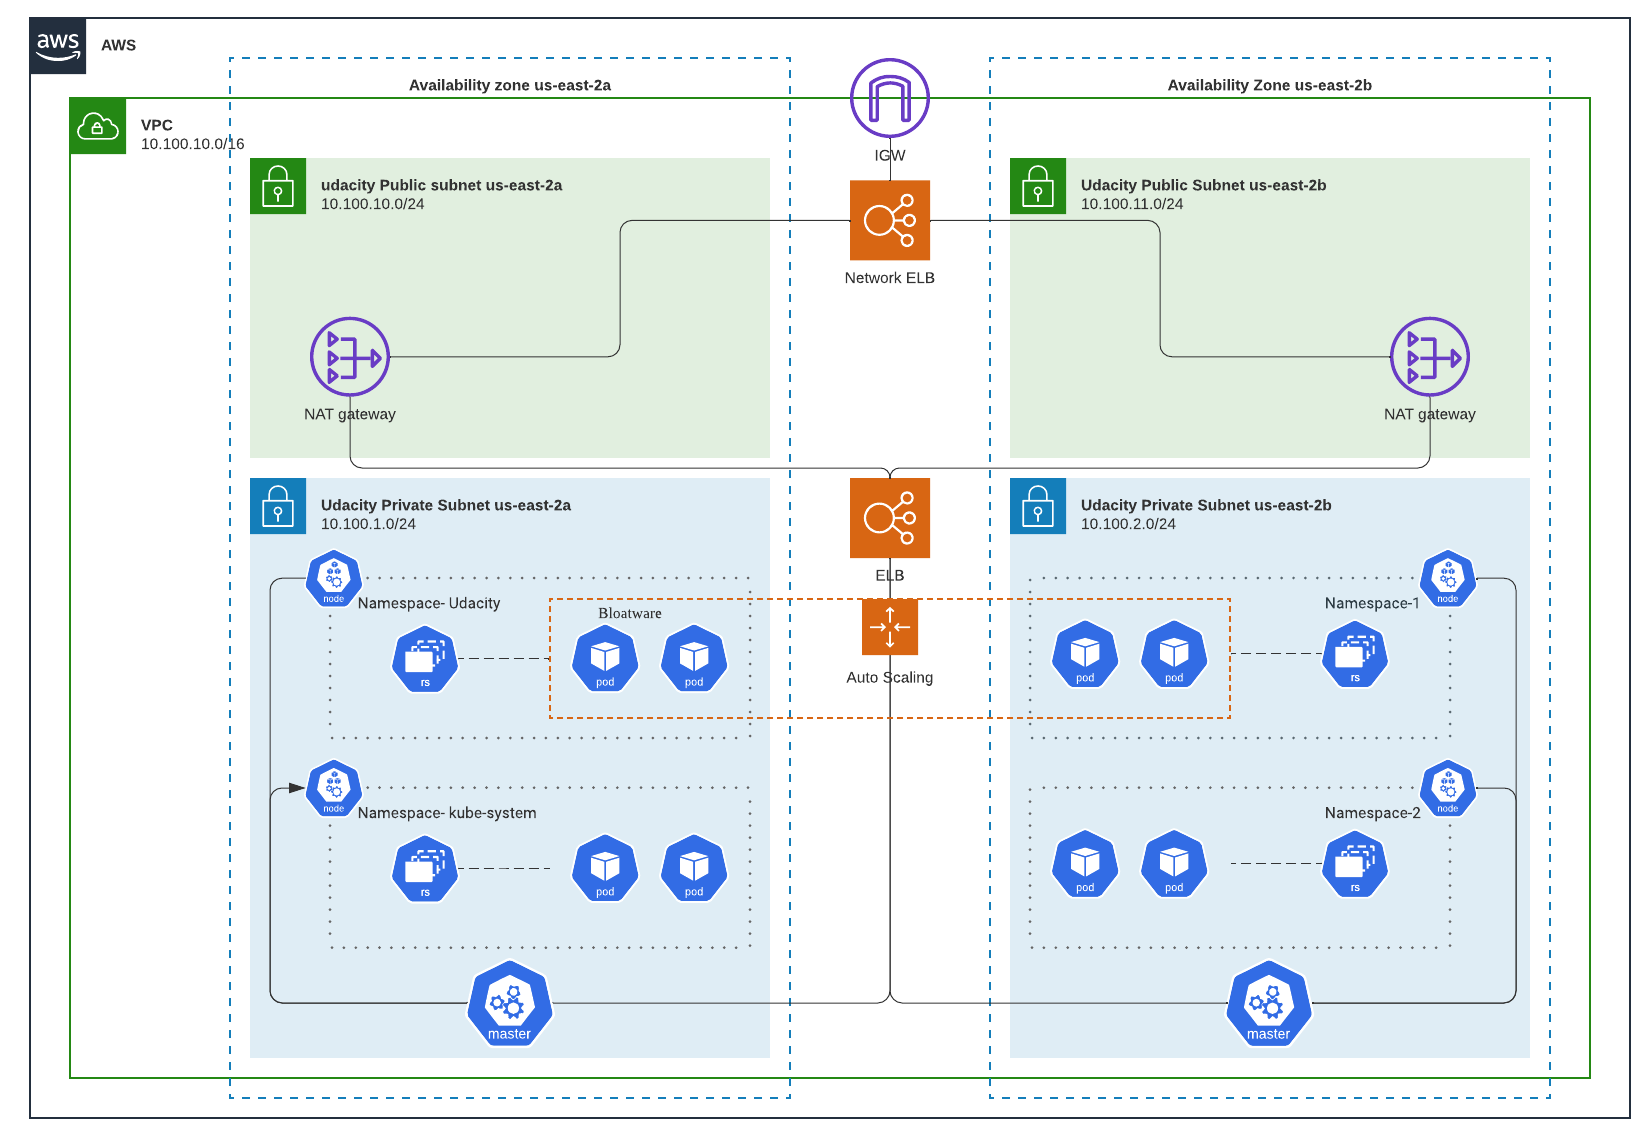 aws
AWS
Availability zone us-east-2a
Availability Zone us-east-2b
VPC
10.100.10.0/16
IGW
udacity Public subnet us-east-2a
10.100.10.0/24
Udacity Public Subnet us-east-2b
10.100.11.0/24
Network ELB
NAT gateway
NAT gateway
Udacity Private Subnet us-east-2a
10.100.1.0/24
Udacity Private Subnet us-east-2b
10.100.2.0/24
ELB
node
Namespace- Udacity
Bloatware
node
Namespace-1
rs
pod
pod
Auto Scaling
pod
pod
rs
node
Namespace- kube-system
node
Namespace-2
rs
pod
pod
pod
pod
rs
master
master